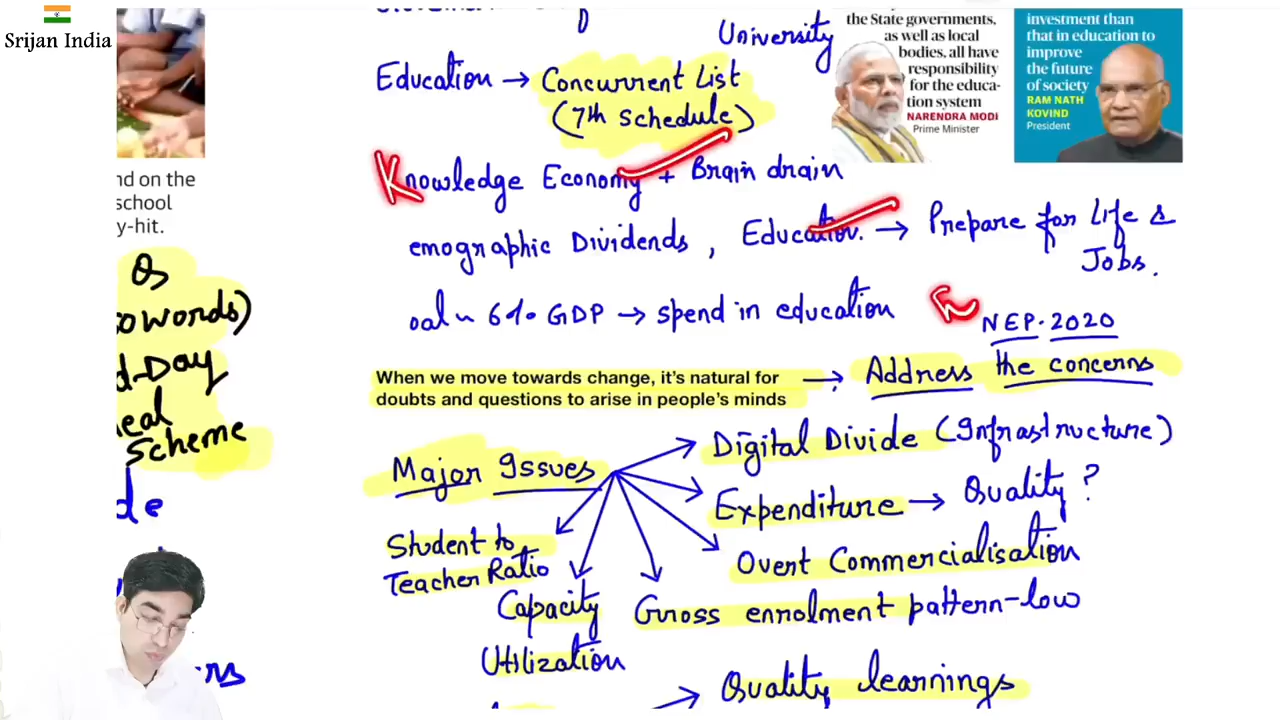 Srijan India
nd on the
school
y-hit.
University
Education → Concurrent List
(7th Schedule)
Knowledge Economy + Brain drain
emographic Dividends, Education. → Prepare for Life &
Jobs.
oal ~ 6% GDP → spend in education
NEP-2020
When we move towards change, it's natural for
doubts and questions to arise in people's minds
→ Address the concerns
Major Issues
Digital Divide (Infrastructure)
Expenditure → Quality?
Overt Commercialisation
Gross enrolment pattern-low
Student to
Teacher Ratio
Capacity
Utilization
→ Quality learnings
the State governments,
as well as local
bodies, all have
responsibility
for the educa-
tion system
NARENDRA MODI
Prime Minister
investment than
that in education to
improve
the future
of society
RAM NATH
KOVIND
President
words)
d-Day
eal
Scheme
de